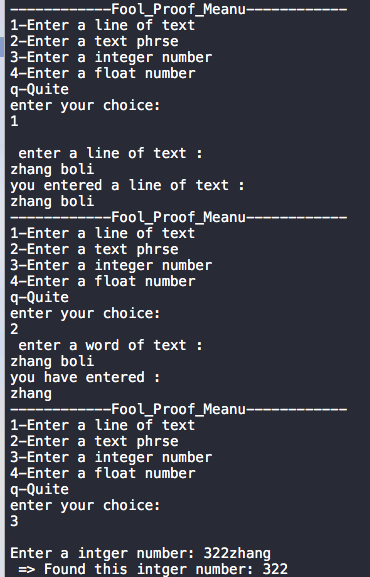 ------------Fool_Proof_Meanu------------
1-Enter a line of text
2-Enter a text phrse
3-Enter a integer number
4-Enter a float number
q-Quite
enter your choice:
1
 enter a line of text :
zhang boli
you entered a line of text :
zhang boli
------------Fool_Proof_Meanu------------
1-Enter a line of text
2-Enter a text phrse
3-Enter a integer number
4-Enter a float number
q-Quite
enter your choice:
2
 enter a word of text :
zhang boli
you have entered :
zhang
------------Fool_Proof_Meanu------------
1-Enter a line of text
2-Enter a text phrse
3-Enter a integer number
4-Enter a float number
q-Quite
enter your choice:
3
Enter a intger number: 322zhang
 => Found this intger number: 322